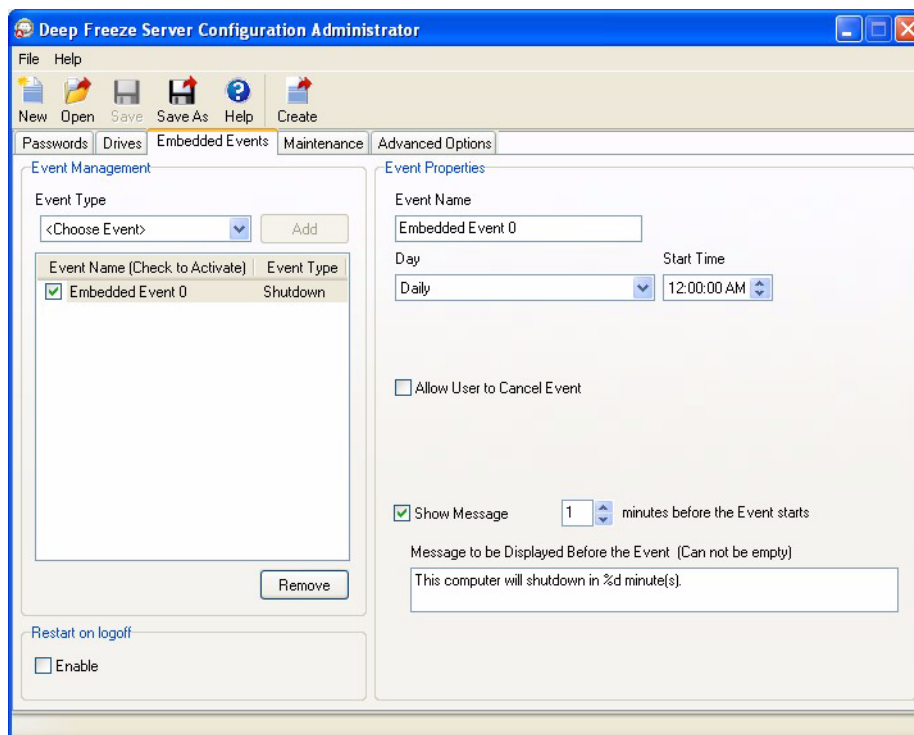 Deep Freeze Server Configuration Administrator
File Help
New Open Save Save As Help Create
Passwords Drives Embedded Events Maintenance Advanced Options
Event Management
Event Type
<Choose Event> Add
Event Name (Check to Activate) Event Type
Embedded Event 0 Shutdown
Remove
Restart on logoff
Enable
Event Properties
Event Name
Embedded Event 0
Day Start Time
Daily 12:00:00 AM
Allow User to Cancel Event
Show Message 1 minutes before the Event starts
Message to be Displayed Before the Event (Can not be empty)
This computer will shutdown in %d minute(s).